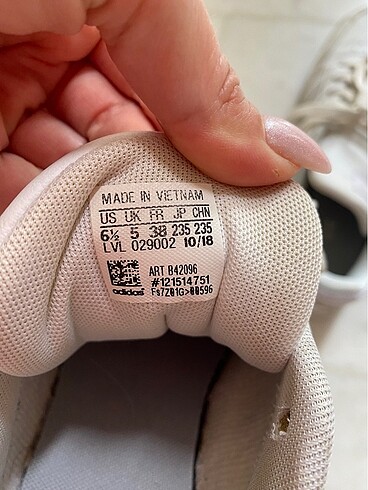 MADE IN VIETNAM
US UK FR JP CHN
6½ 5 38 235 235
LVL 029002 10/18
ART B42096
#121514751
adidas